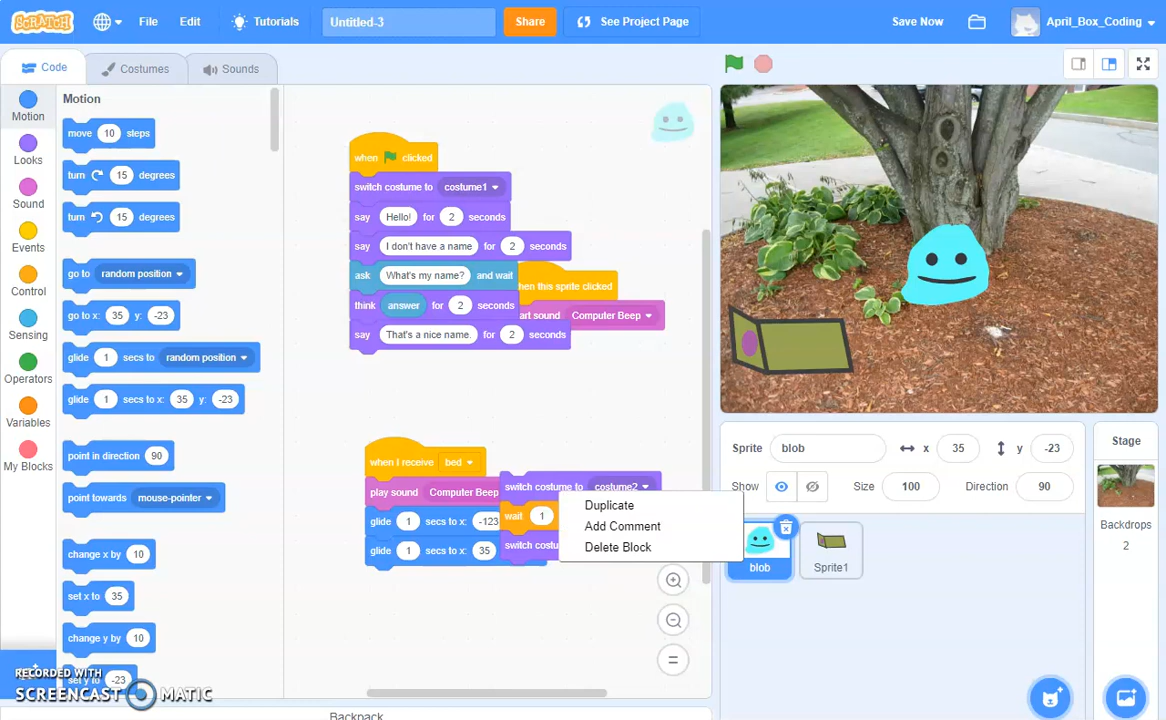 SCRATCH File Edit Tutorials Untitled-3 Share See Project Page Save Now April_Box_Coding
Code Costumes Sounds
Motion
Looks
Sound
Events
Control
Sensing
Operators
Variables
My Blocks
Motion
move 10 steps
turn 15 degrees
turn 15 degrees
go to random position
go to x: 35 y: -23
glide 1 secs to random position
glide 1 secs to x: 35 y: -23
point in direction 90
point towards mouse-pointer
change x by 10
set x to 35
change y by 10
set y to -23
when clicked
switch costume to costume1
say Hello! for 2 seconds
say I don't have a name for 2 seconds
ask What's my name? and wait
think answer for 2 seconds
say That's a nice name. for 2 seconds
hen this sprite clicked
art sound Computer Beep
when I receive bed
play sound Computer Beep
glide 1 secs to x: -123
glide 1 secs to x: 35
switch costume to costume2
wait 1
switch costu
Duplicate
Add Comment
Delete Block
Sprite blob x 35 y -23
Show Size 100 Direction 90
blob
Sprite1
Stage
Backdrops
2
Backpack
RECORDED WITH
SCREENCAST MATIC